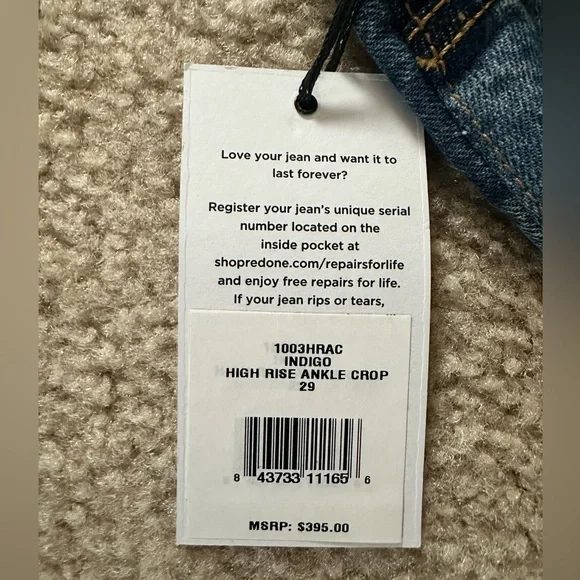 Love your jean and want it to
last forever?
Register your jean's unique serial
number located on the
inside pocket at
shopredone.com/repairsforlife
and enjoy free repairs for life.
If your jean rips or tears,
1003HRAC
INDIGO
HIGH RISE ANKLE CROP
29
8 43733 11165 6
MSRP: $395.00